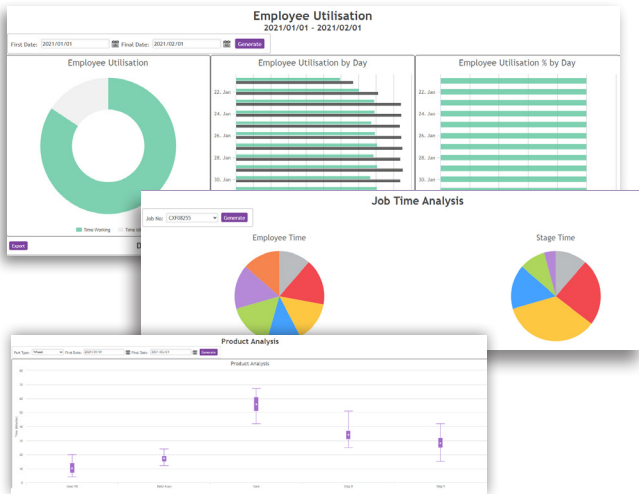 Employee Utilisation
2021/01/01 - 2021/02/01
First Date: 2021/01/01 Final Date: 2021/02/01 Generate
Employee Utilisation
Employee Utilisation by Day
Employee Utilisation % by Day
22. Jan
24. Jan
26. Jan
28. Jan
30. Jan
22. Jan
24. Jan
26. Jan
28. Jan
30. Jan
Time Working
Export
Job Time Analysis
Job No: CXF08255 Generate
Employee Time
Stage Time
Product Analysis
Part Type: First Date: Final Date: Generate
Product Analysis